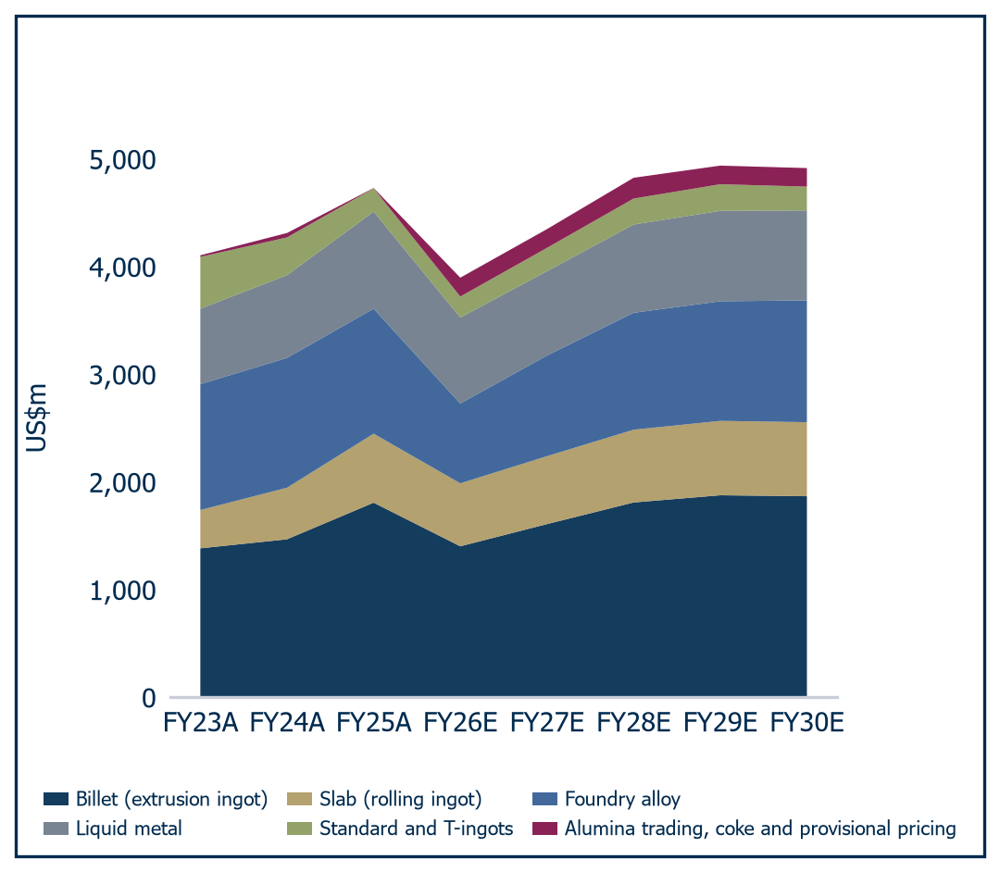 5,000
4,000
3,000
2,000
1,000
0
US$m
FY23A FY24A FY25A FY26E FY27E FY28E FY29E FY30E
Billet (extrusion ingot) Slab (rolling ingot) Foundry alloy
Liquid metal Standard and T-ingots Alumina trading, coke and provisional pricing